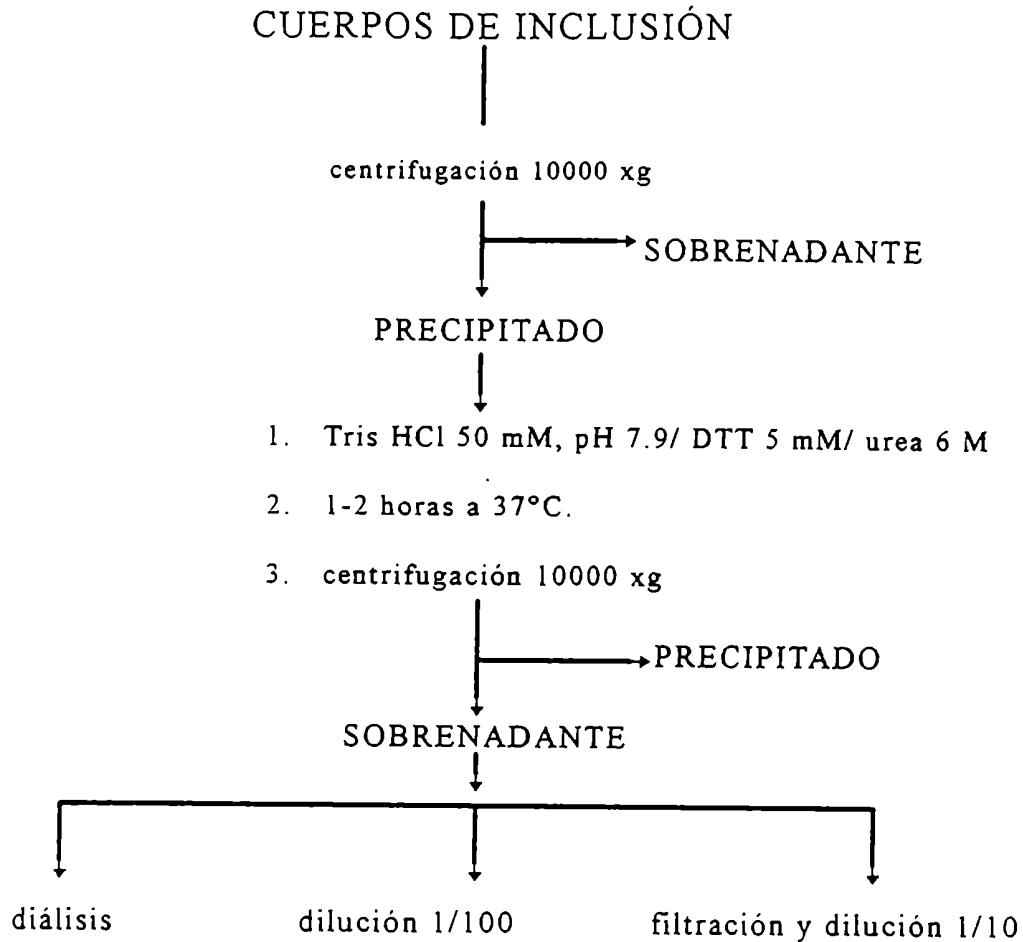 CUERPOS DE INCLUSIÓN
centrifugación 10000 xg
SOBRENADANTE
PRECIPITADO
1. Tris HCl 50 mM, pH 7.9/ DTT 5 mM/ urea 6 M
2. 1-2 horas a 37°C.
3. centrifugación 10000 xg
PRECIPITADO
SOBRENADANTE
diálisis dilución 1/100 filtración y dilución 1/10